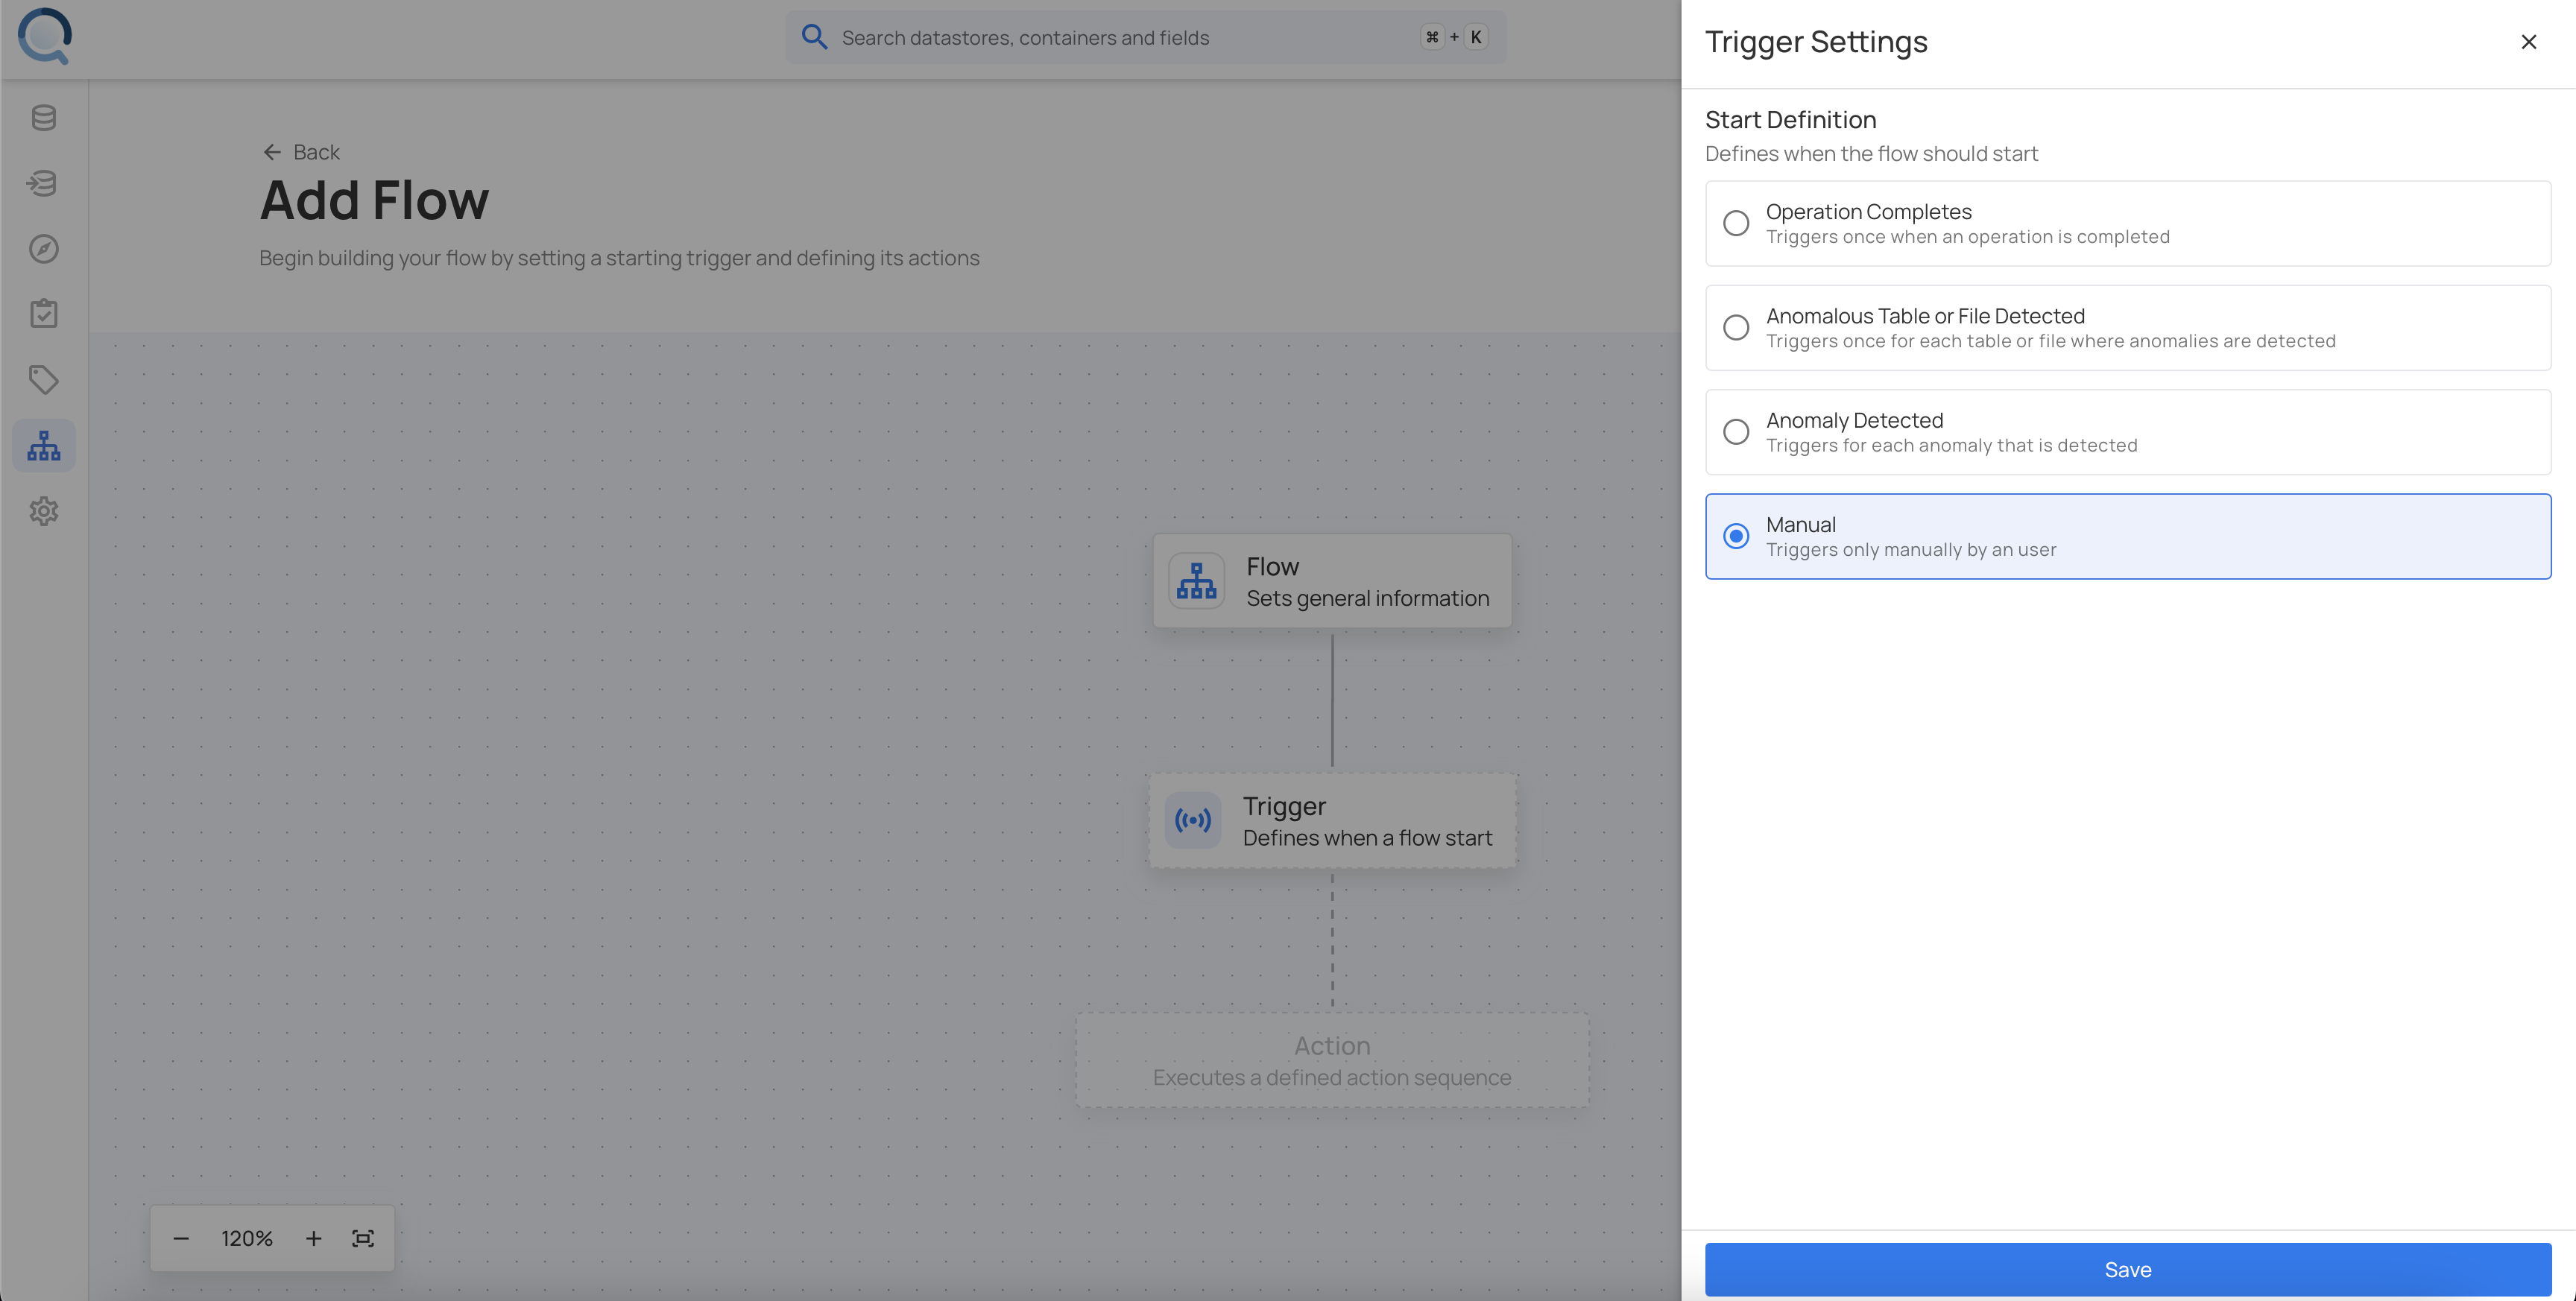 Search datastores, containers and fields
⌘ + K
Back
Add Flow
Begin building your flow by setting a starting trigger and defining its actions
Flow
Sets general information
Trigger
Defines when a flow start
Action
Executes a defined action sequence
120%
Trigger Settings
Start Definition
Defines when the flow should start
Operation Completes
Triggers once when an operation is completed
Anomalous Table or File Detected
Triggers once for each table or file where anomalies are detected
Anomaly Detected
Triggers for each anomaly that is detected
Manual
Triggers only manually by an user
Save